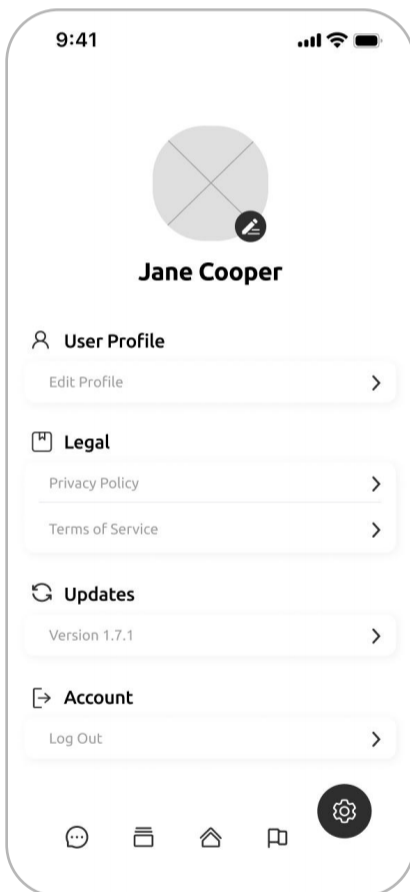 9:41
Jane Cooper
User Profile
Edit Profile
Legal
Privacy Policy
Terms of Service
Updates
Version 1.7.1
Account
Log Out